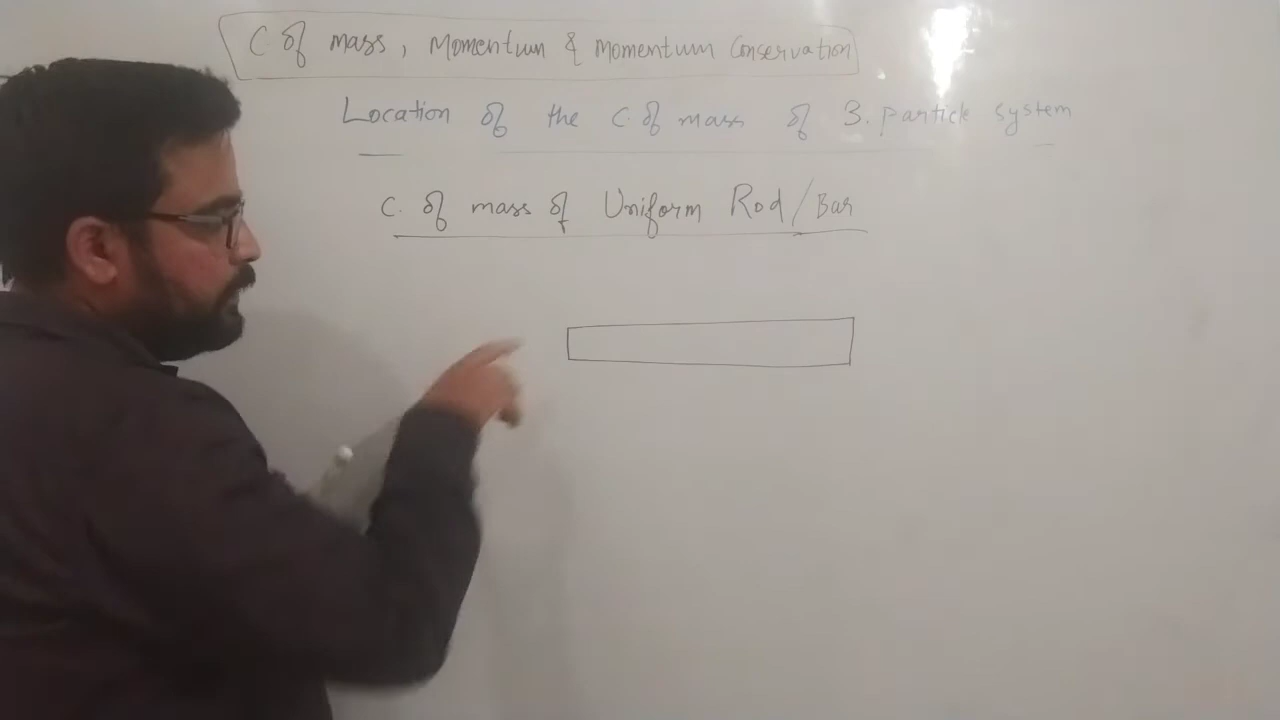 C of mass, Momentum & Momentum Conservation
Location of the C. of mass of 3. particle system
C. of mass of Uniform Rod/Bar